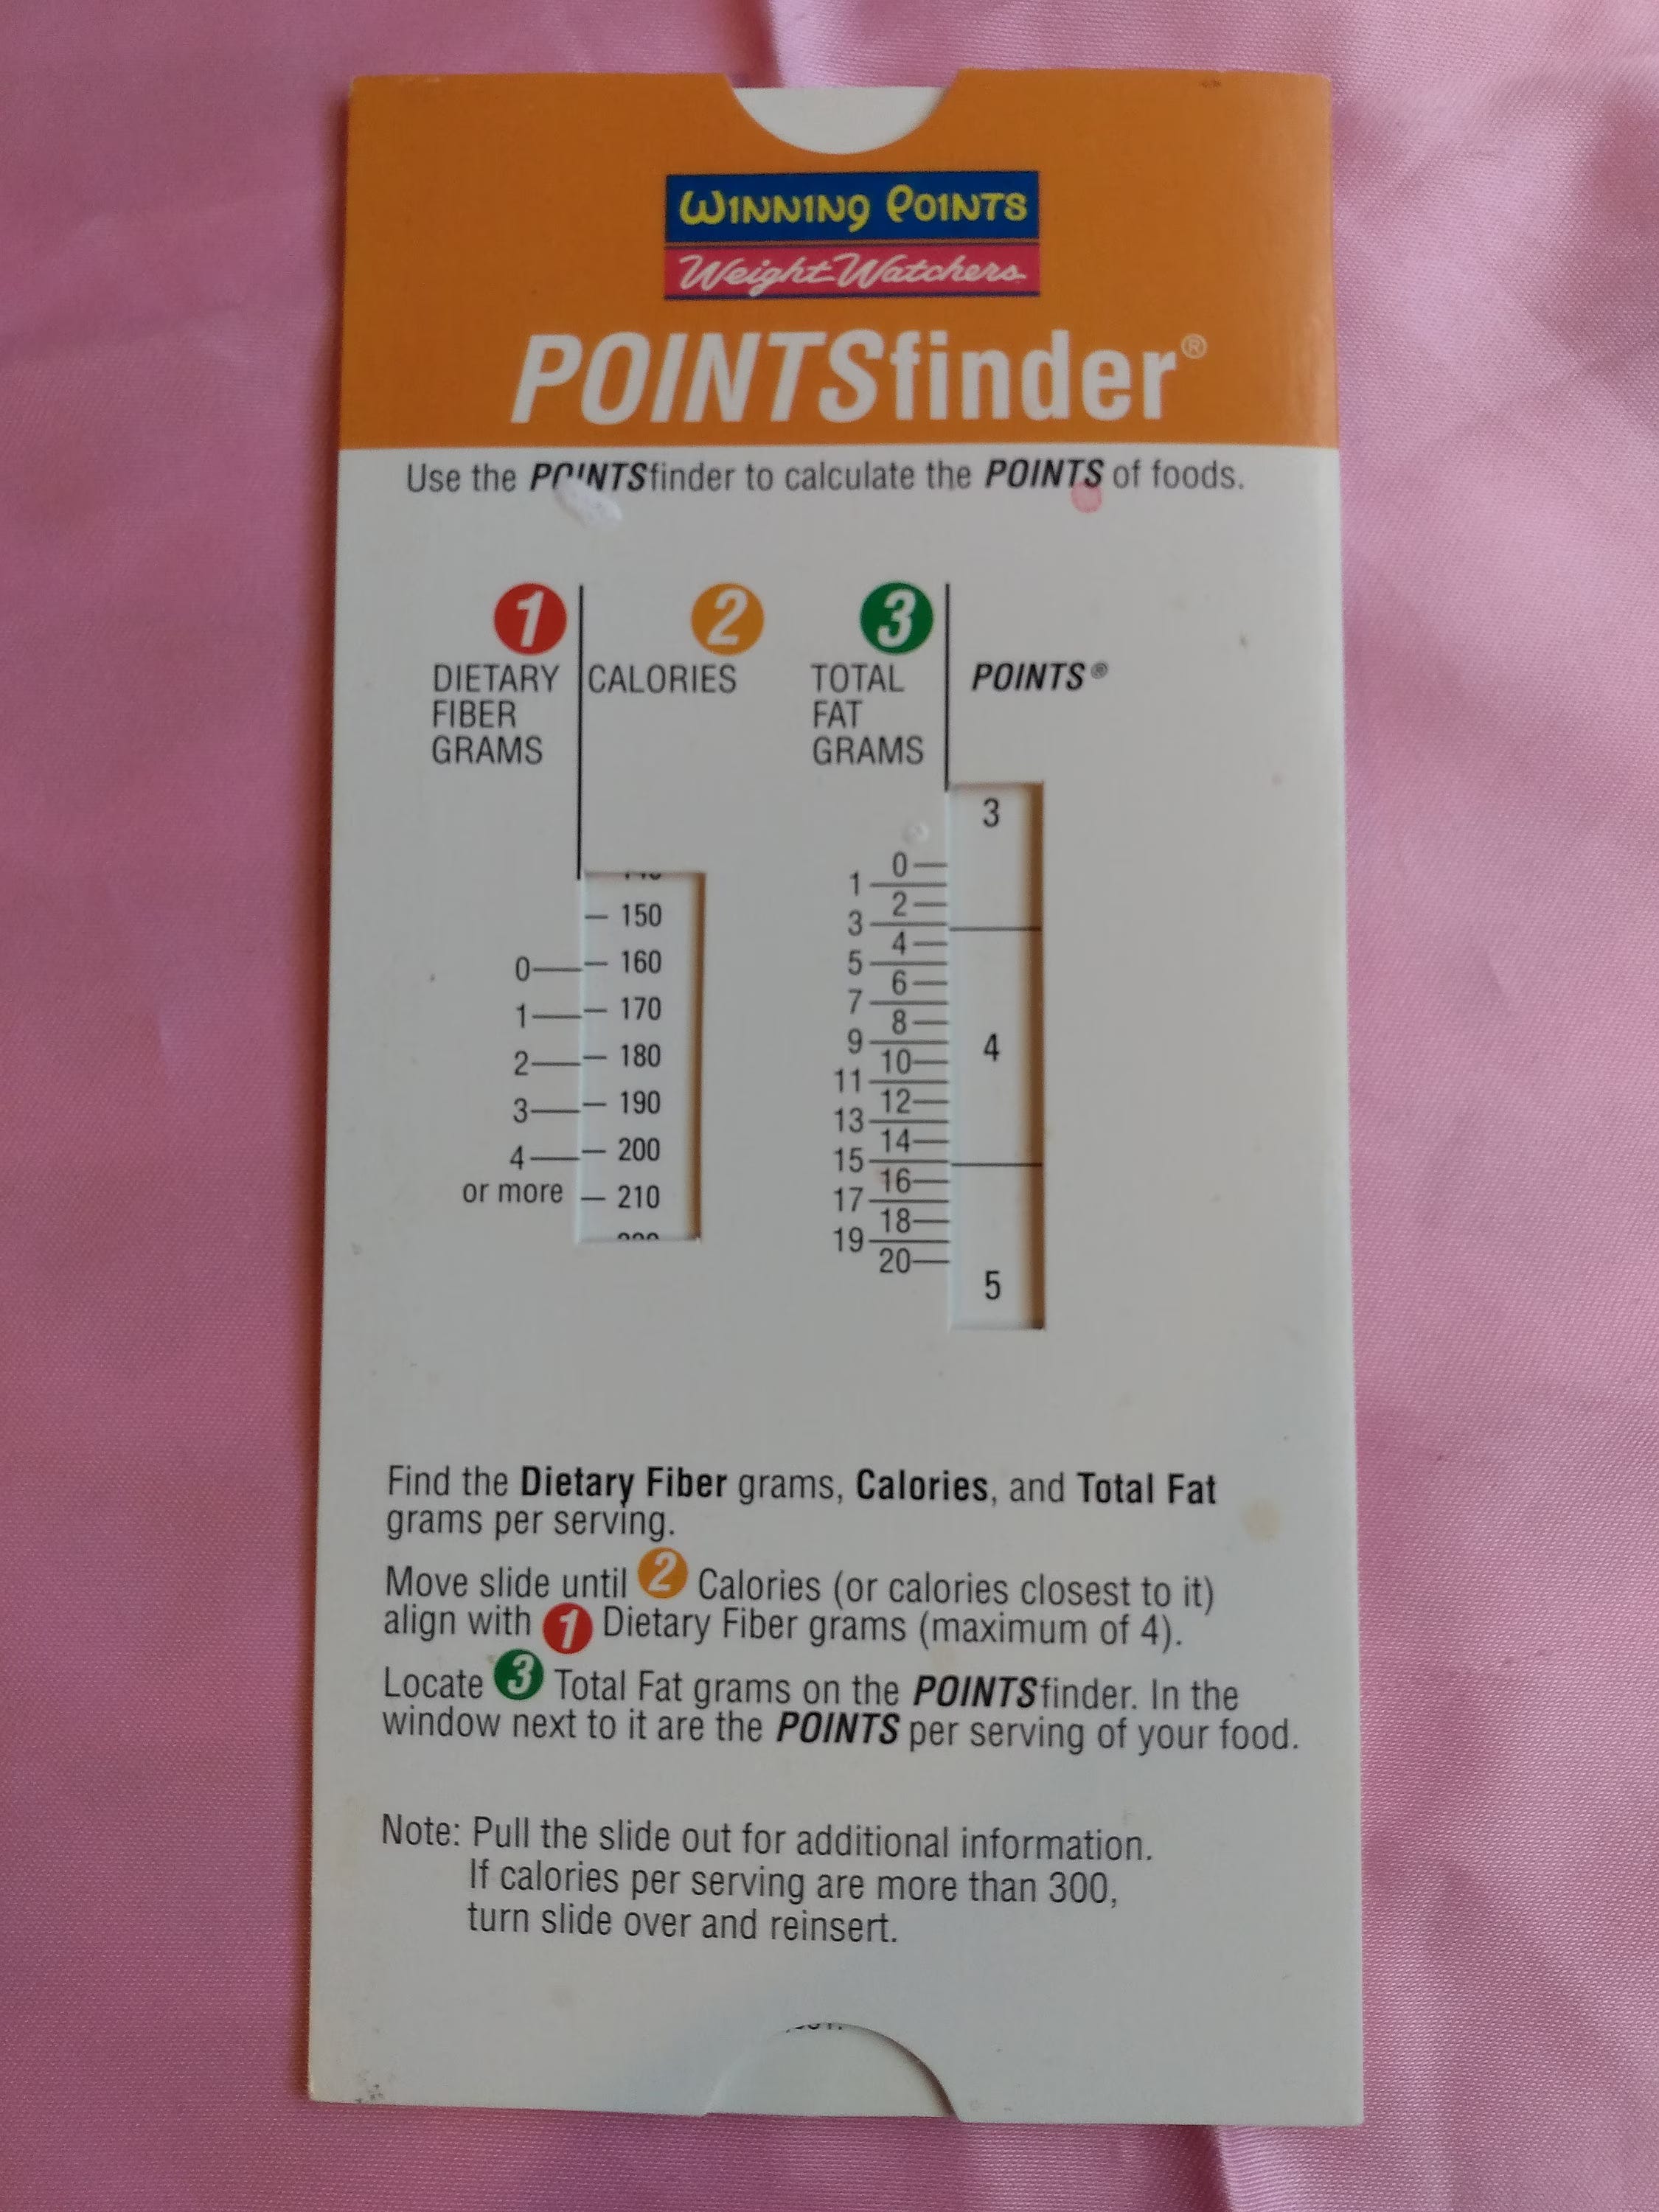 WINNING POINTS
Weight Watchers
POINTSfinder®
Use the POINTSfinder to calculate the POINTS of foods.
1 2 3
DIETARY FIBER GRAMS
CALORIES
TOTAL FAT GRAMS
POINTS®
0
1
2
3
4
or more
150
160
170
180
190
200
210
0
1
2
3
4
5
6
7
8
9
10
11
12
13
14
15
16
17
18
19
20
3
4
5
Find the Dietary Fiber grams, Calories, and Total Fat
grams per serving.
Move slide until 2 Calories (or calories closest to it)
align with 1 Dietary Fiber grams (maximum of 4).
Locate 3 Total Fat grams on the POINTSfinder. In the
window next to it are the POINTS per serving of your food.
Note: Pull the slide out for additional information.
If calories per serving are more than 300,
turn slide over and reinsert.